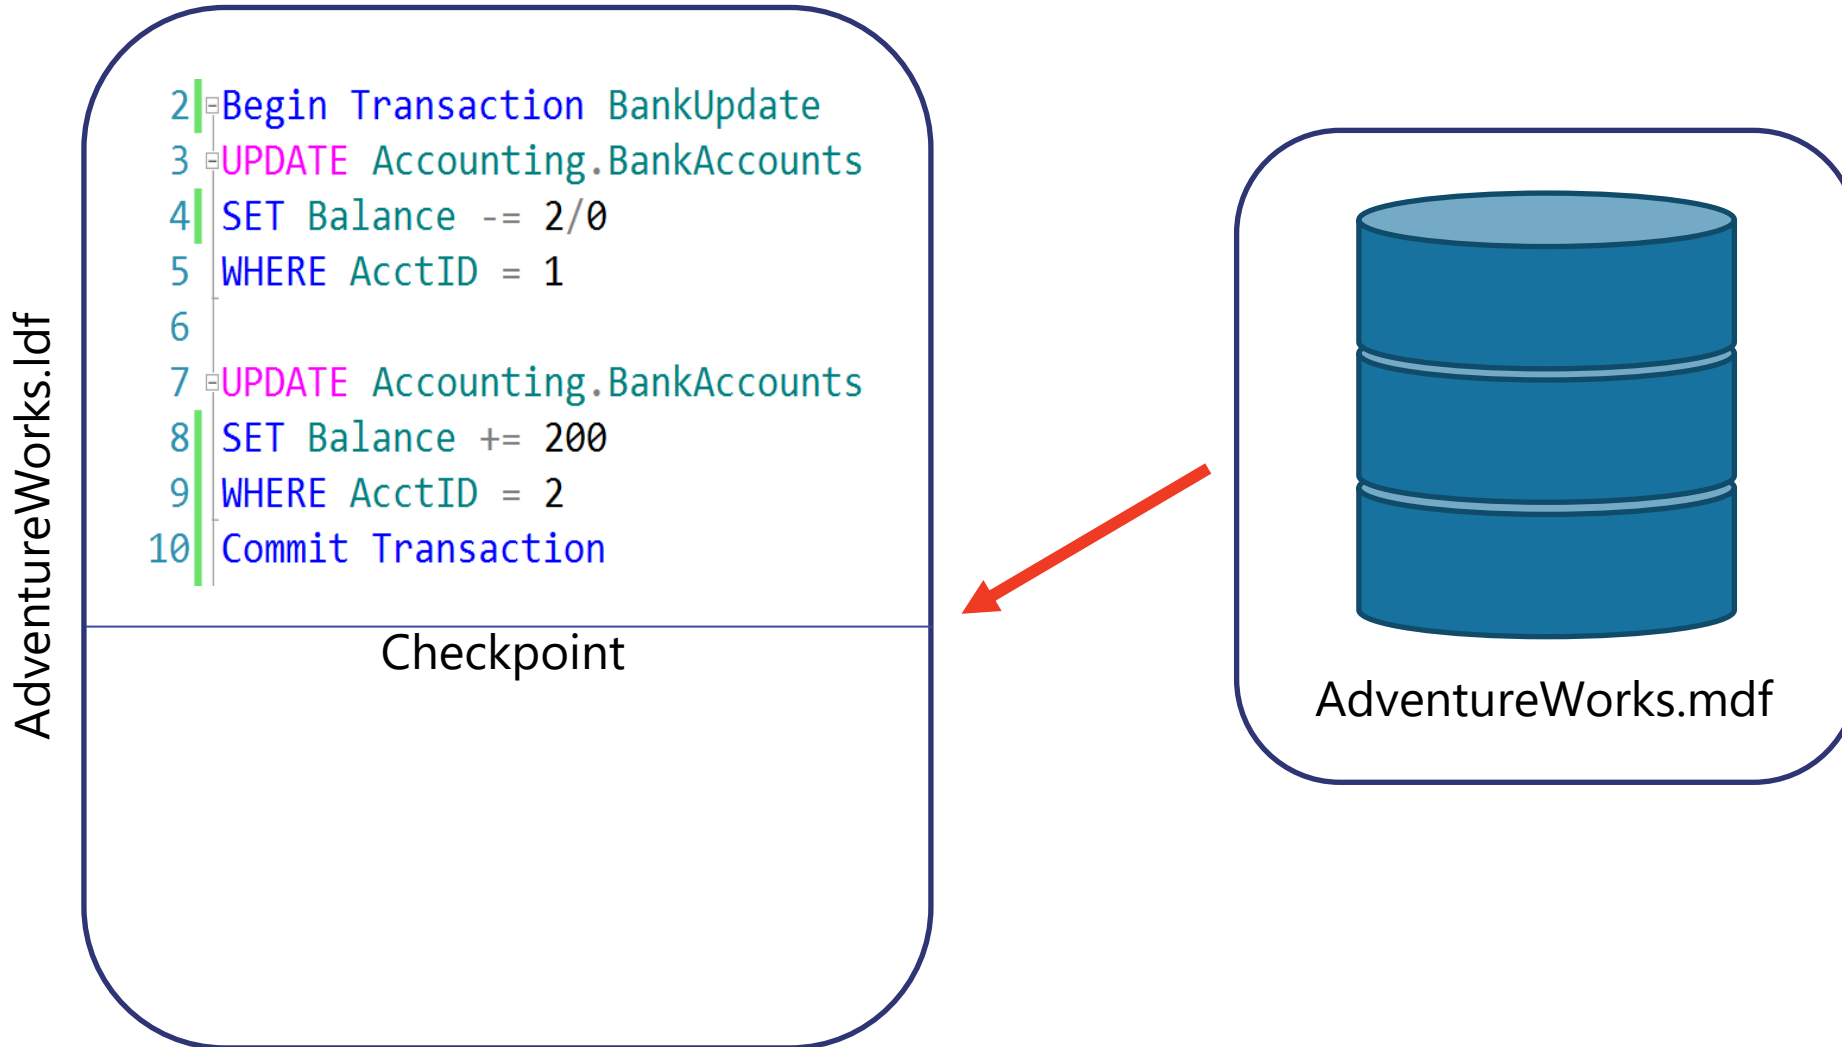 AdventureWorks.ldf
2 Begin Transaction BankUpdate
3 UPDATE Accounting.BankAccounts
4 SET Balance -= 2/0
5 WHERE AcctID = 1
6
7 UPDATE Accounting.BankAccounts
8 SET Balance += 200
9 WHERE AcctID = 2
10 Commit Transaction
Checkpoint
AdventureWorks.mdf